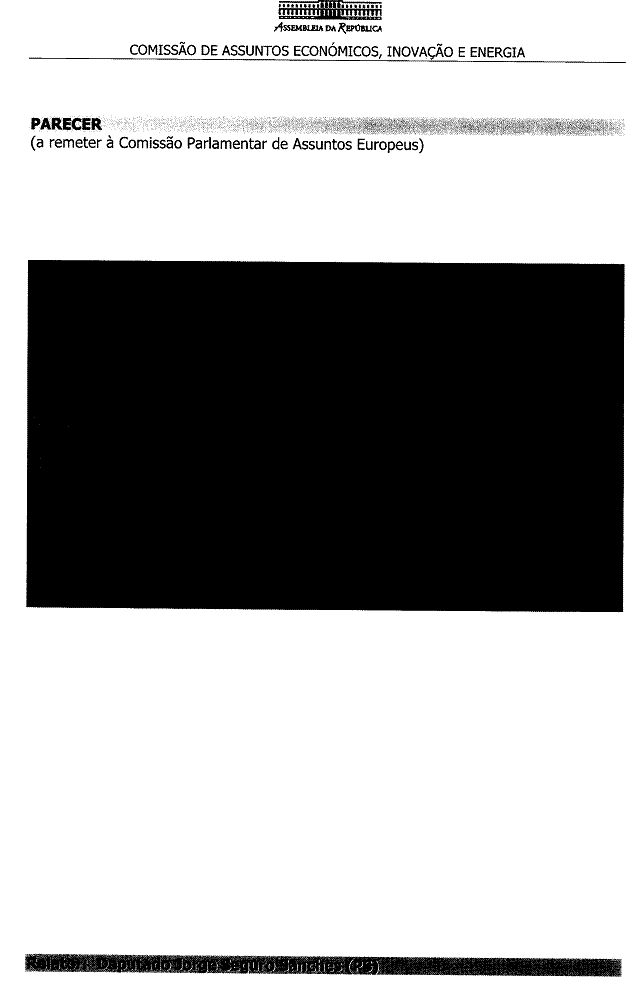 ASSEMBLEIA DA REPÚBLICA
COMISSÃO DE ASSUNTOS ECONÓMICOS, INOVAÇÃO E ENERGIA
PARECER
(a remeter à Comissão Parlamentar de Assuntos Europeus)
Relator: Deputado Jorge Seguro Sanches (PS)